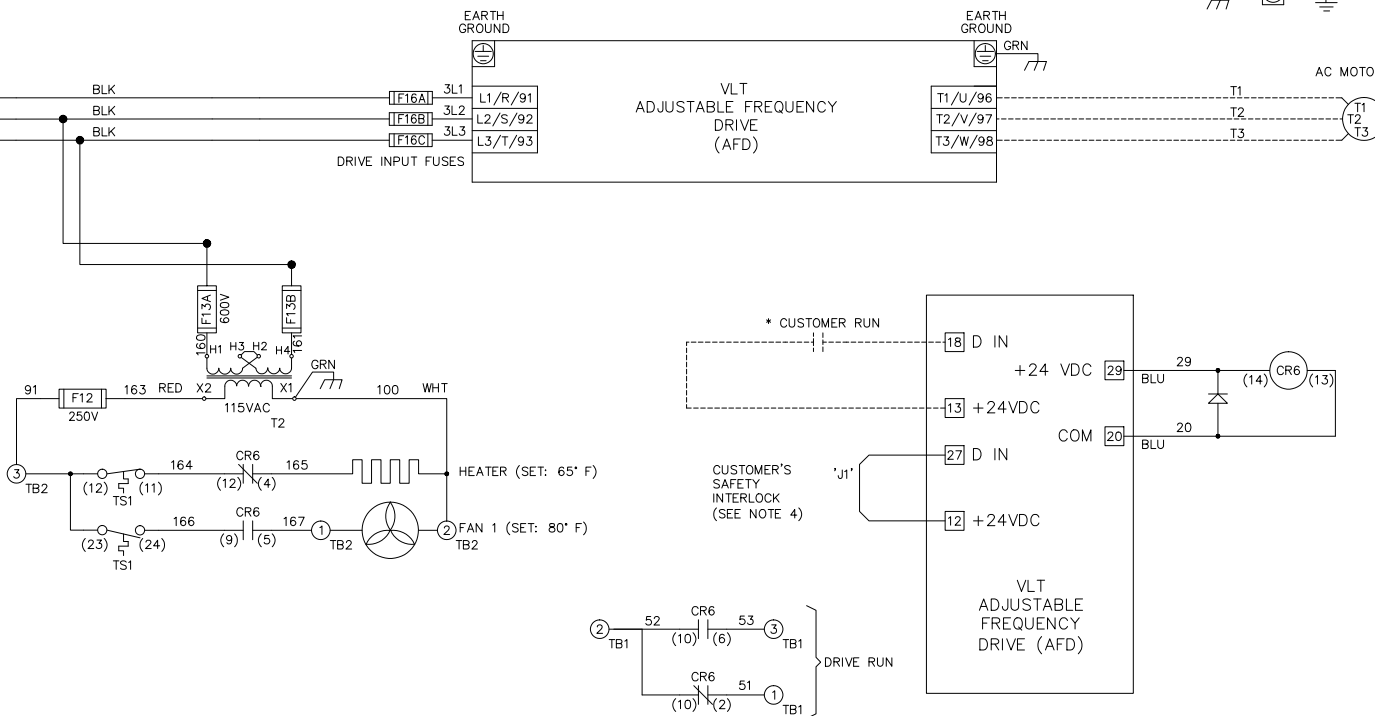 EARTH
GROUND
EARTH
GROUND
GRN
AC MOTO
BLK
BLK
BLK
F16A
F16B
F16C
3L1
3L2
3L3
L1/R/91
L2/S/92
L3/T/93
DRIVE INPUT FUSES
VLT
ADJUSTABLE FREQUENCY
DRIVE
(AFD)
T1/U/96
T2/V/97
T3/W/98
T1
T2
T3
T1
T2
T3
F13A
600V
F13B
160
161
H1
H3
H2
H4
GRN
91
F12
250V
163
RED
X2
X1
115VAC
T2
100
WHT
3
TB2
(12)
(11)
TS1
164
CR6
(12)
(4)
165
HEATER (SET: 65° F)
(23)
(24)
TS1
166
CR6
(9)
(5)
167
1
TB2
2
TB2
FAN 1 (SET: 80° F)
* CUSTOMER RUN
18 D IN
13 +24VDC
27 D IN
12 +24VDC
+24 VDC 29
COM 20
CUSTOMER'S
SAFETY
INTERLOCK
(SEE NOTE 4)
'J1'
29
BLU
20
BLU
(14)
CR6
(13)
VLT
ADJUSTABLE
FREQUENCY
DRIVE (AFD)
2
TB1
52
CR6
(10)
(6)
53
3
TB1
CR6
(10)
(2)
51
1
TB1
DRIVE RUN